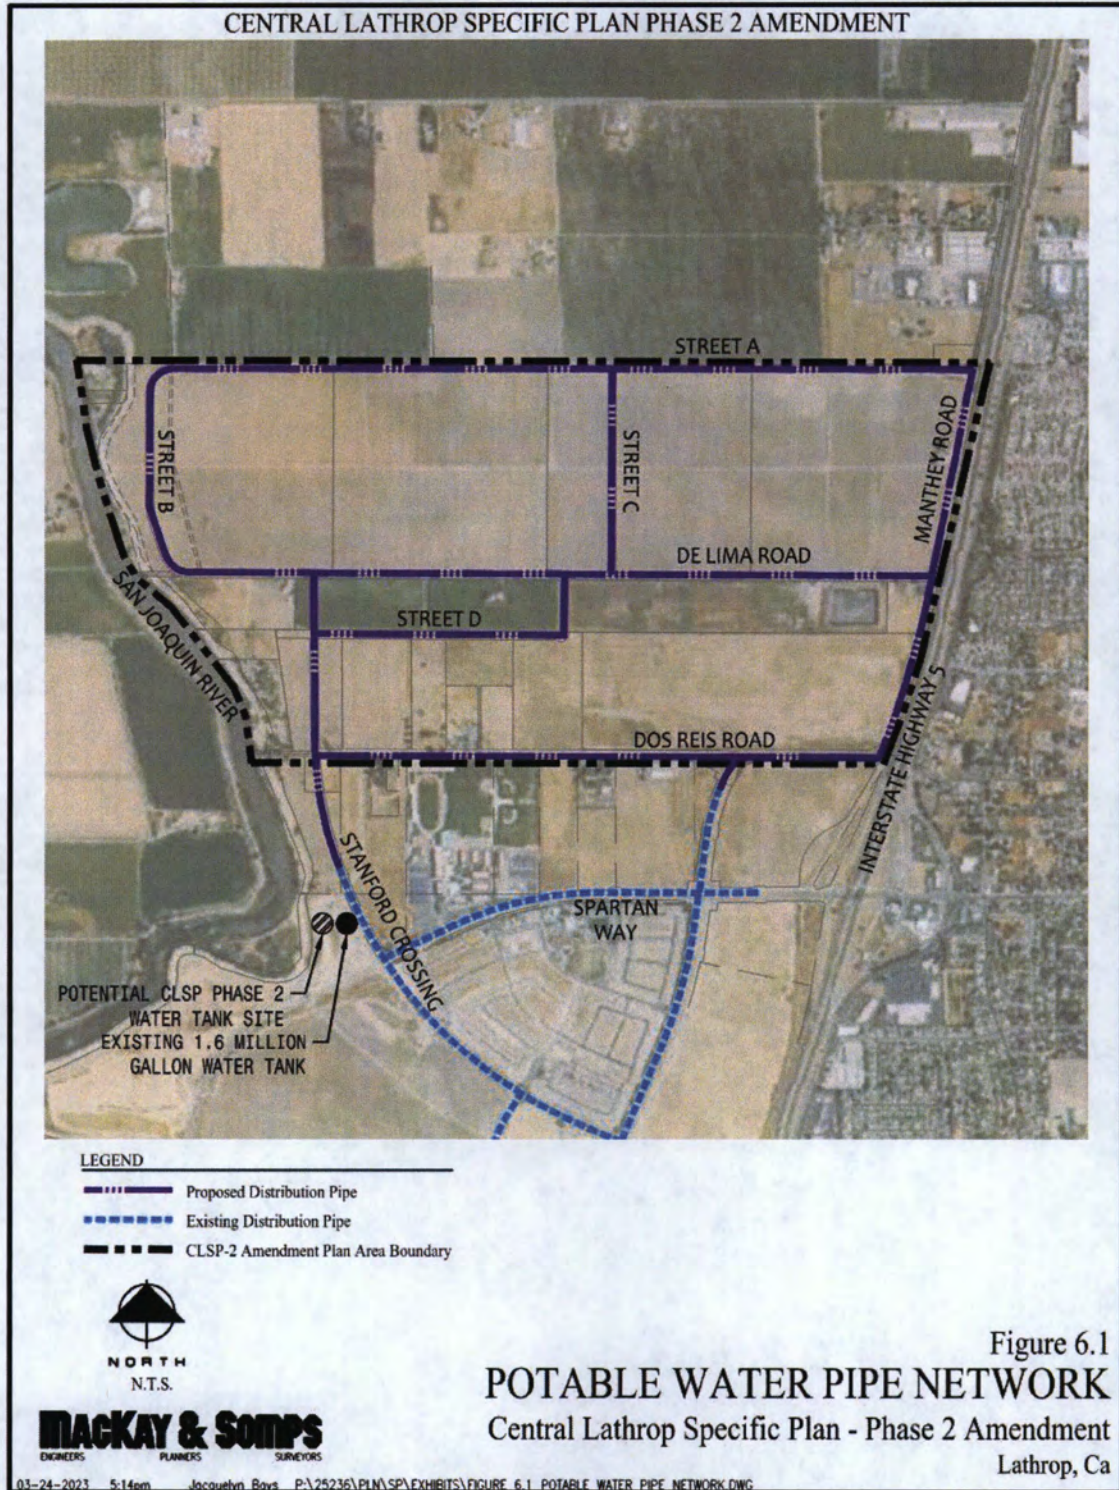 CENTRAL LATHROP SPECIFIC PLAN PHASE 2 AMENDMENT
STREET A
STREET B
STREET C
MANTHEY ROAD
DE LIMA ROAD
STREET D
SAN JOAQUIN RIVER
DOS REIS ROAD
INTERSTATE HIGHWAY 5
STANFORD CROSSING
SPARTAN
WAY
POTENTIAL CLSP PHASE 2
WATER TANK SITE
EXISTING 1.6 MILLION
GALLON WATER TANK
LEGEND
Proposed Distribution Pipe
Existing Distribution Pipe
CLSP-2 Amendment Plan Area Boundary
NORTH
N.T.S.
Figure 6.1
POTABLE WATER PIPE NETWORK
Central Lathrop Specific Plan - Phase 2 Amendment
Lathrop, Ca
MACKAY & SOMPS
ENGINEERS PLANNERS SURVEYORS
03-24-2023 5:14pm Jacquelyn Bays P:\25236\PLN\SP\EXHIBITS\FIGURE 6.1 POTABLE WATER PIPE NETWORK.DWG